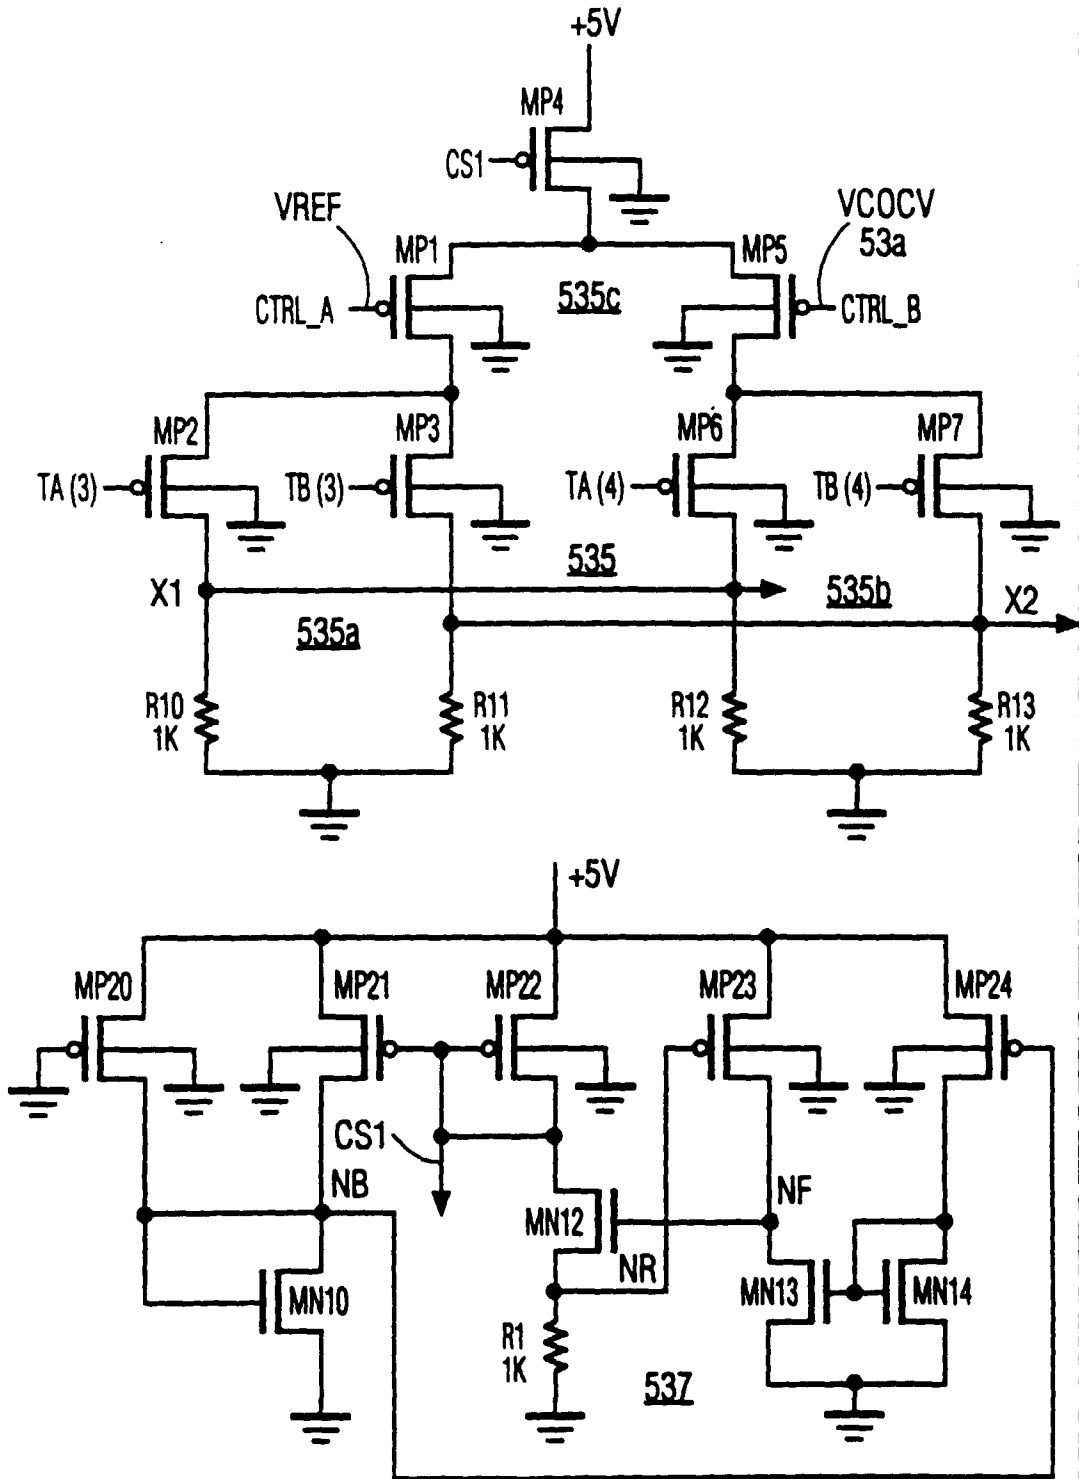 +5V
MP4
CS1
VREF
VCOCV
53a
MP1
MP5
535c
CTRL_A
CTRL_B
MP2
MP3
MP6
MP7
TA (3)
TB (3)
TA (4)
TB (4)
535
X1
535b
X2
535a
R10
1K
R11
1K
R12
1K
R13
1K
+5V
MP20
MP21
MP22
MP23
MP24
CS1
NB
NF
MN12
NR
MN10
MN13
MN14
R1
1K
537